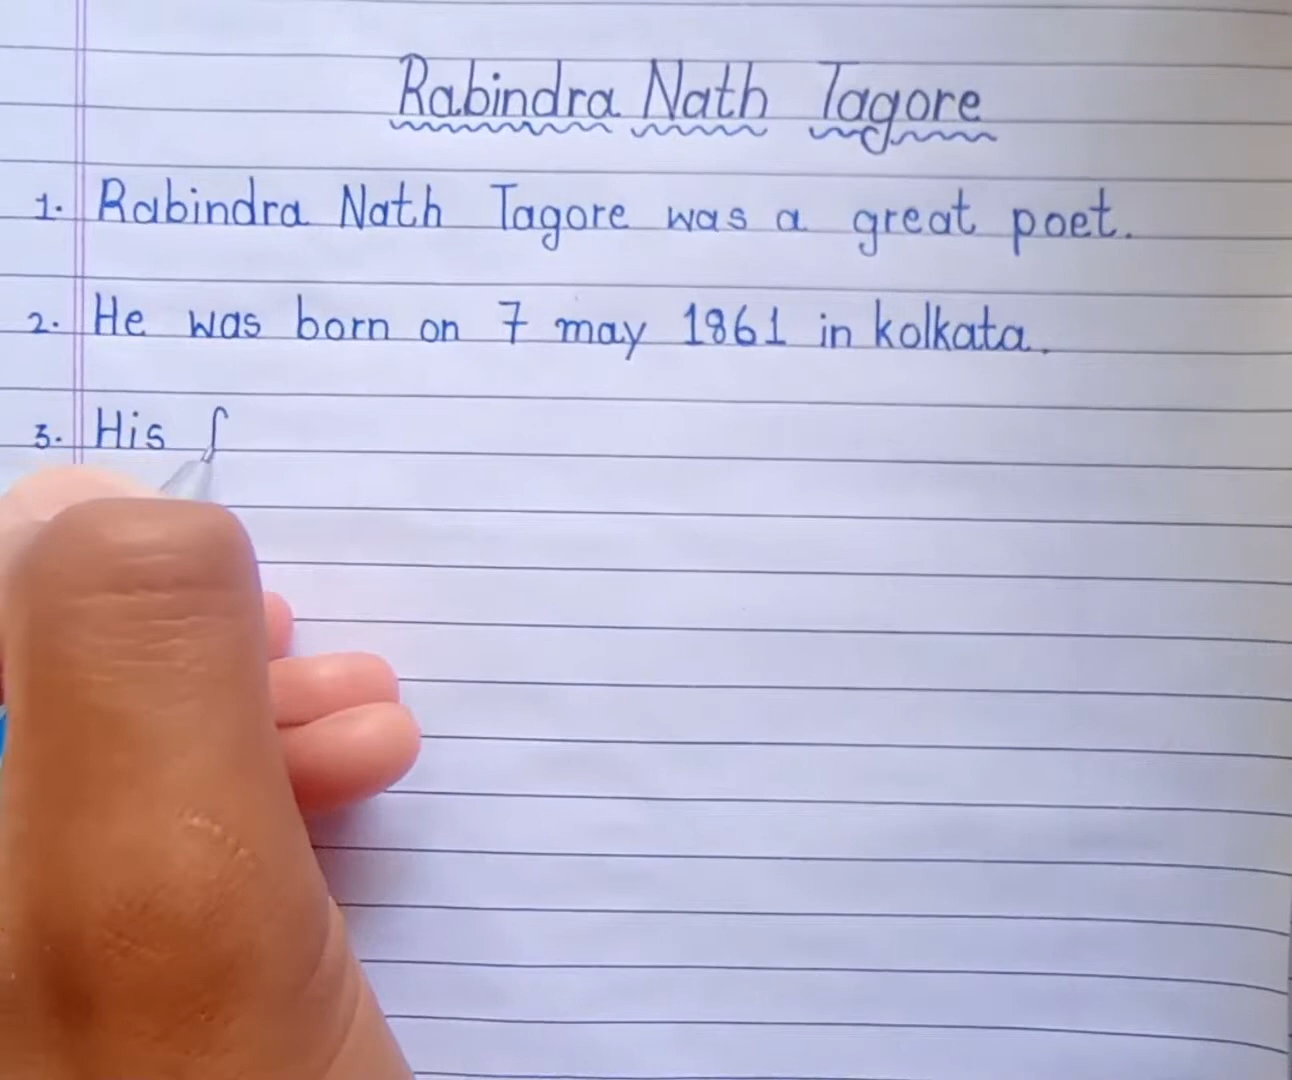 Rabindra Nath Tagore
1. Rabindra Nath Tagore was a great poet.
2. He was born on 7 may 1861 in kolkata.
3. His